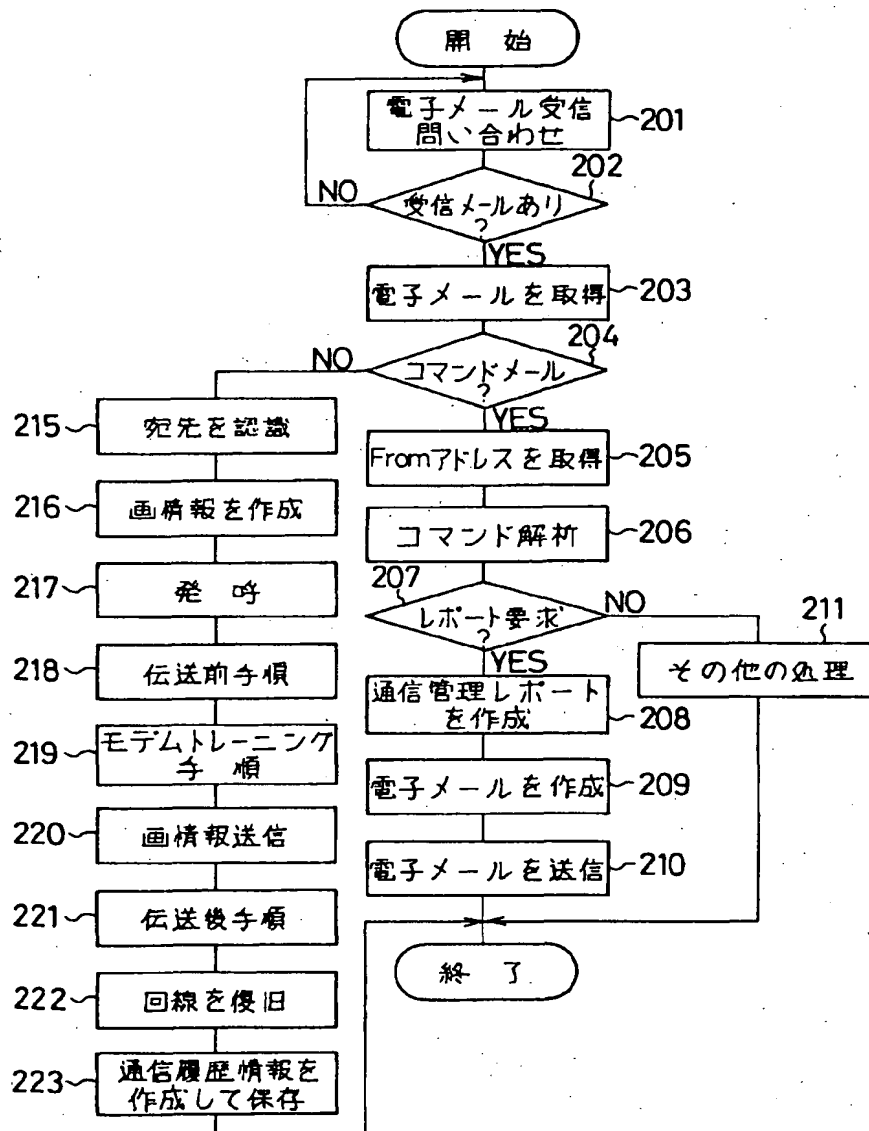 開始
電子メール受信
問い合わせ
201
202
受信メールあり
?
NO
YES
電子メールを取得
203
204
コマンドメール
?
NO
YES
215
宛先を認識
Fromアドレスを取得
205
216
画情報を作成
コマンド解析
206
217
発呼
207
レポート要求
?
NO
YES
211
その他の処理
218
伝送前手順
通信管理レポート
を作成
208
219
モデムトレーニング
手順
電子メールを作成
209
220
画情報送信
電子メールを送信
210
221
伝送後手順
終了
222
回線を復旧
223
通信履歴情報を
作成して保存